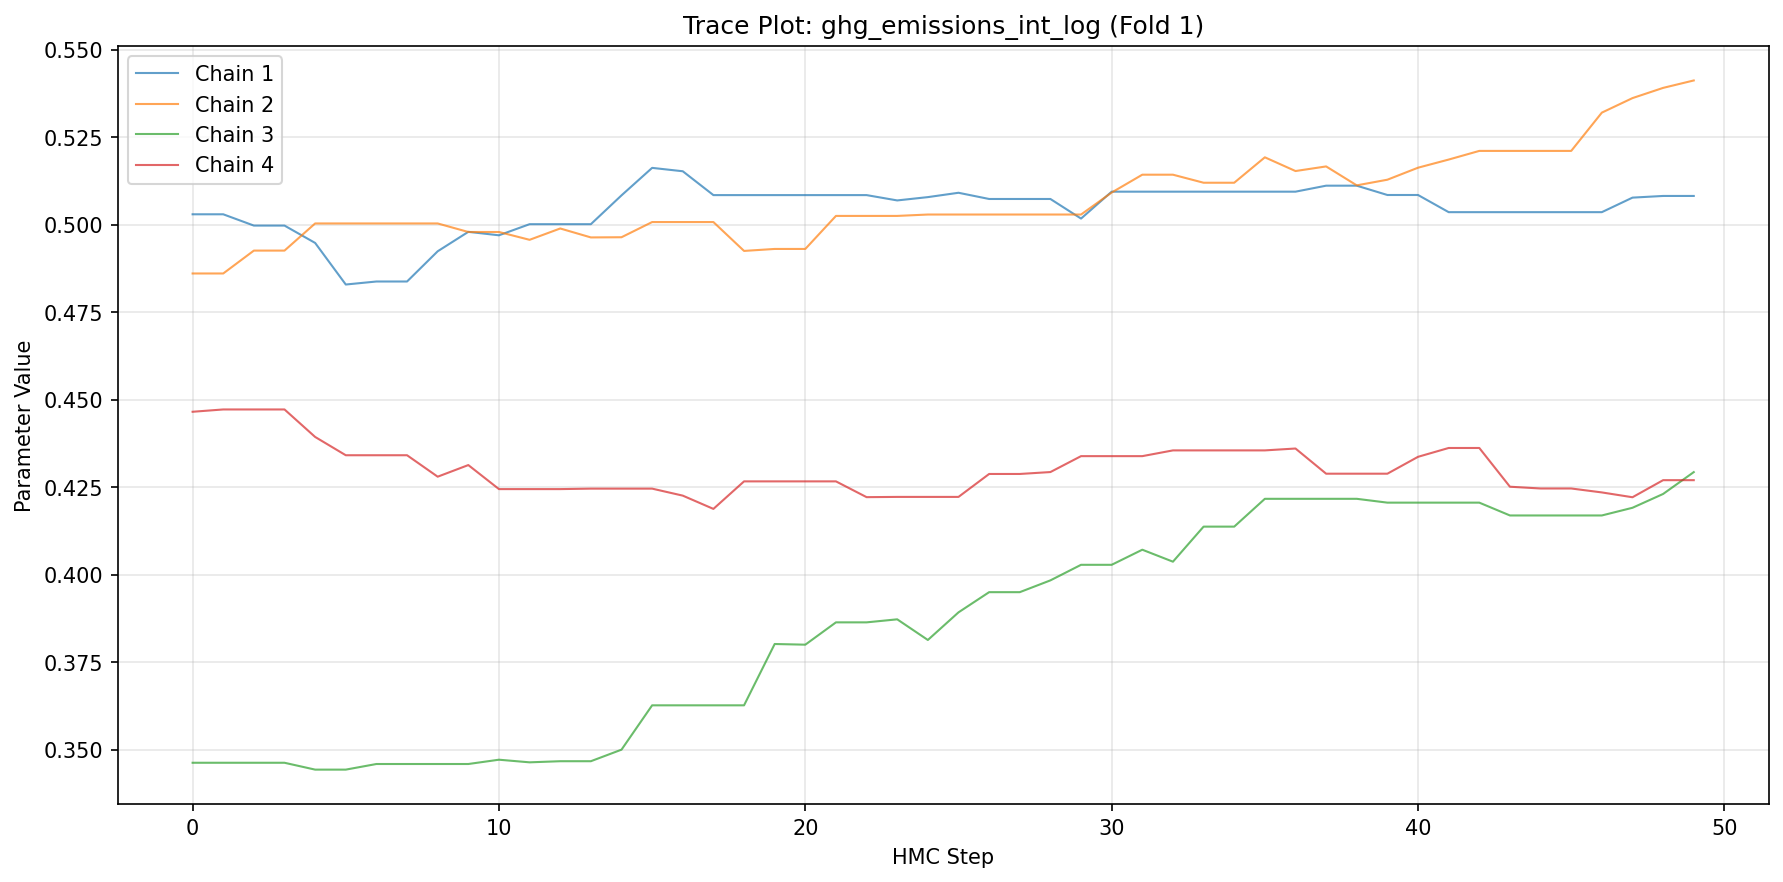 Trace Plot: ghg_emissions_int_log (Fold 1)
Chain 1
Chain 2
Chain 3
Chain 4
Parameter Value
0.550
0.525
0.500
0.475
0.450
0.425
0.400
0.375
0.350
0 10 20 30 40 50
HMC Step